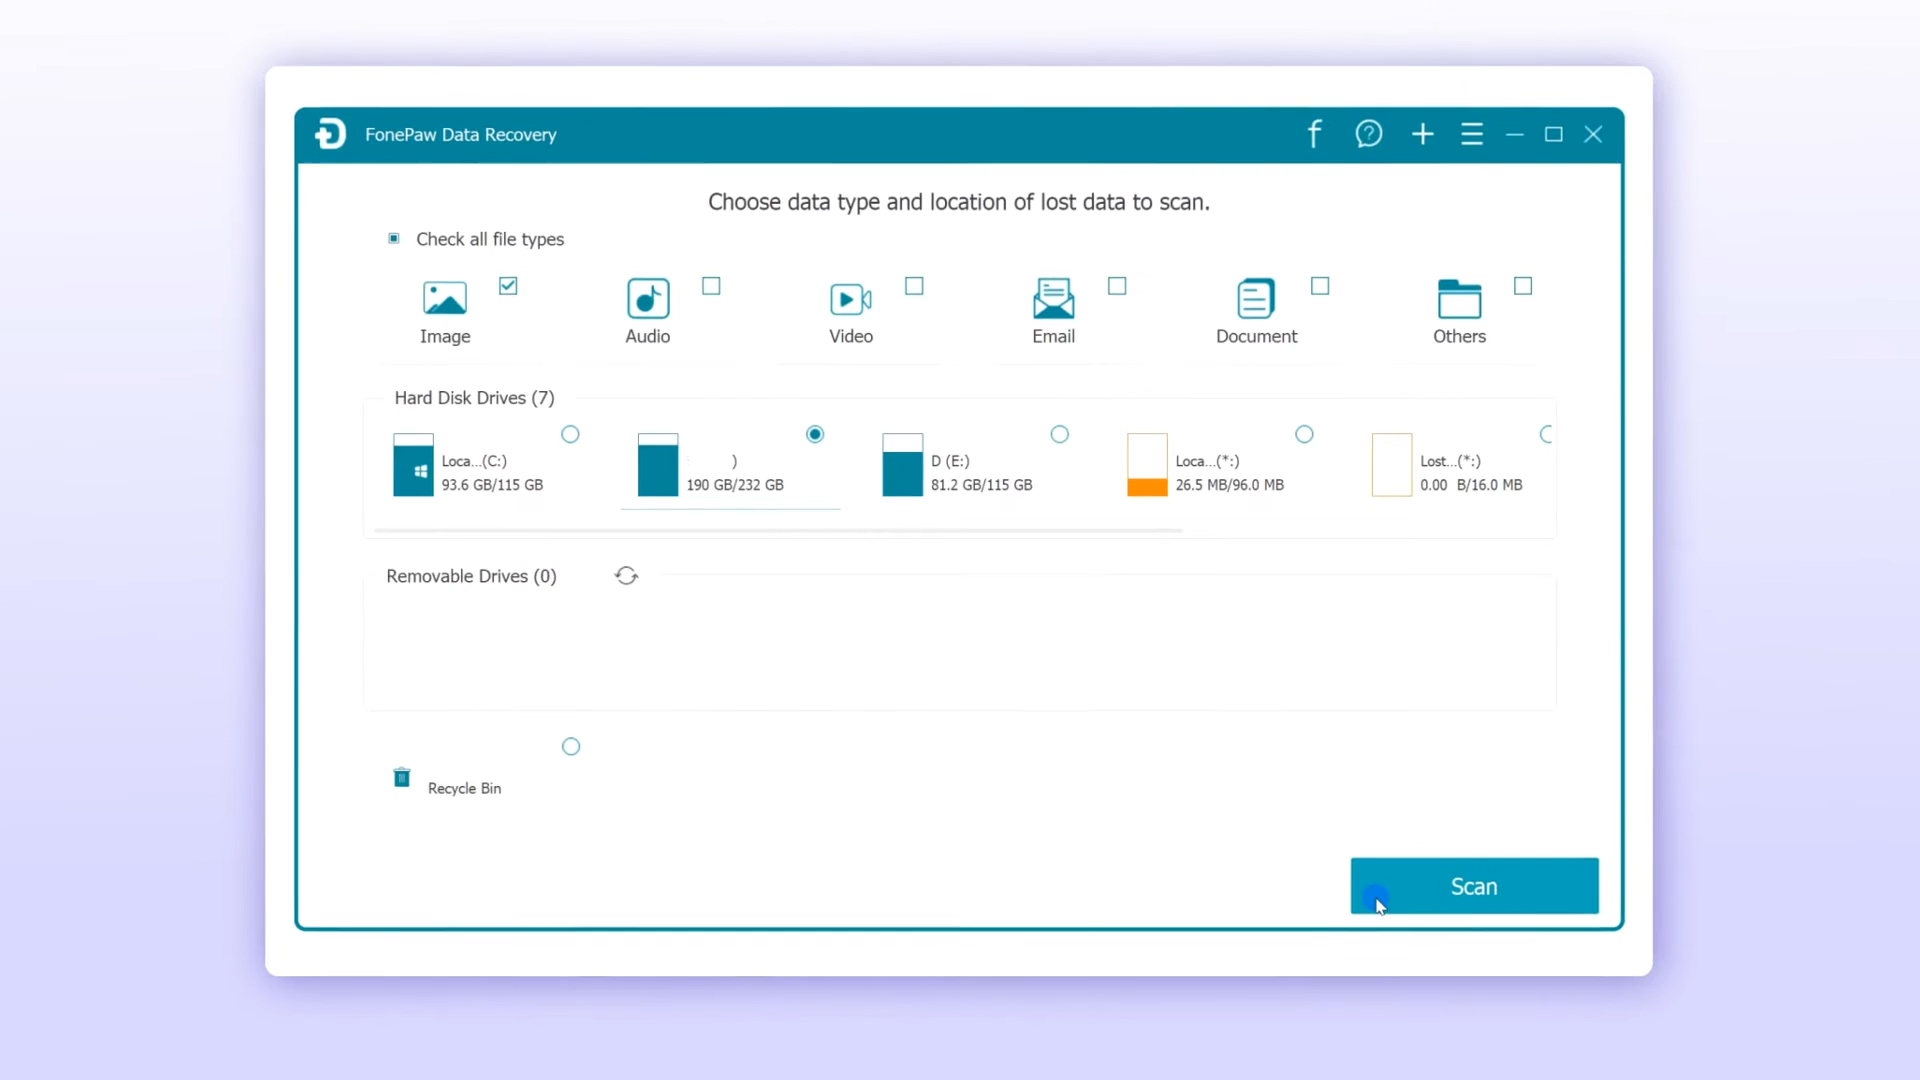 FonePaw Data Recovery
Choose data type and location of lost data to scan.
Check all file types
Image
Audio
Video
Email
Document
Others
Hard Disk Drives (7)
Loca...(C:)
93.6 GB/115 GB
)
190 GB/232 GB
D (E:)
81.2 GB/115 GB
Loca...(*:)
26.5 MB/96.0 MB
Lost...(*:)
0.00 B/16.0 MB
Removable Drives (0)
Recycle Bin
Scan